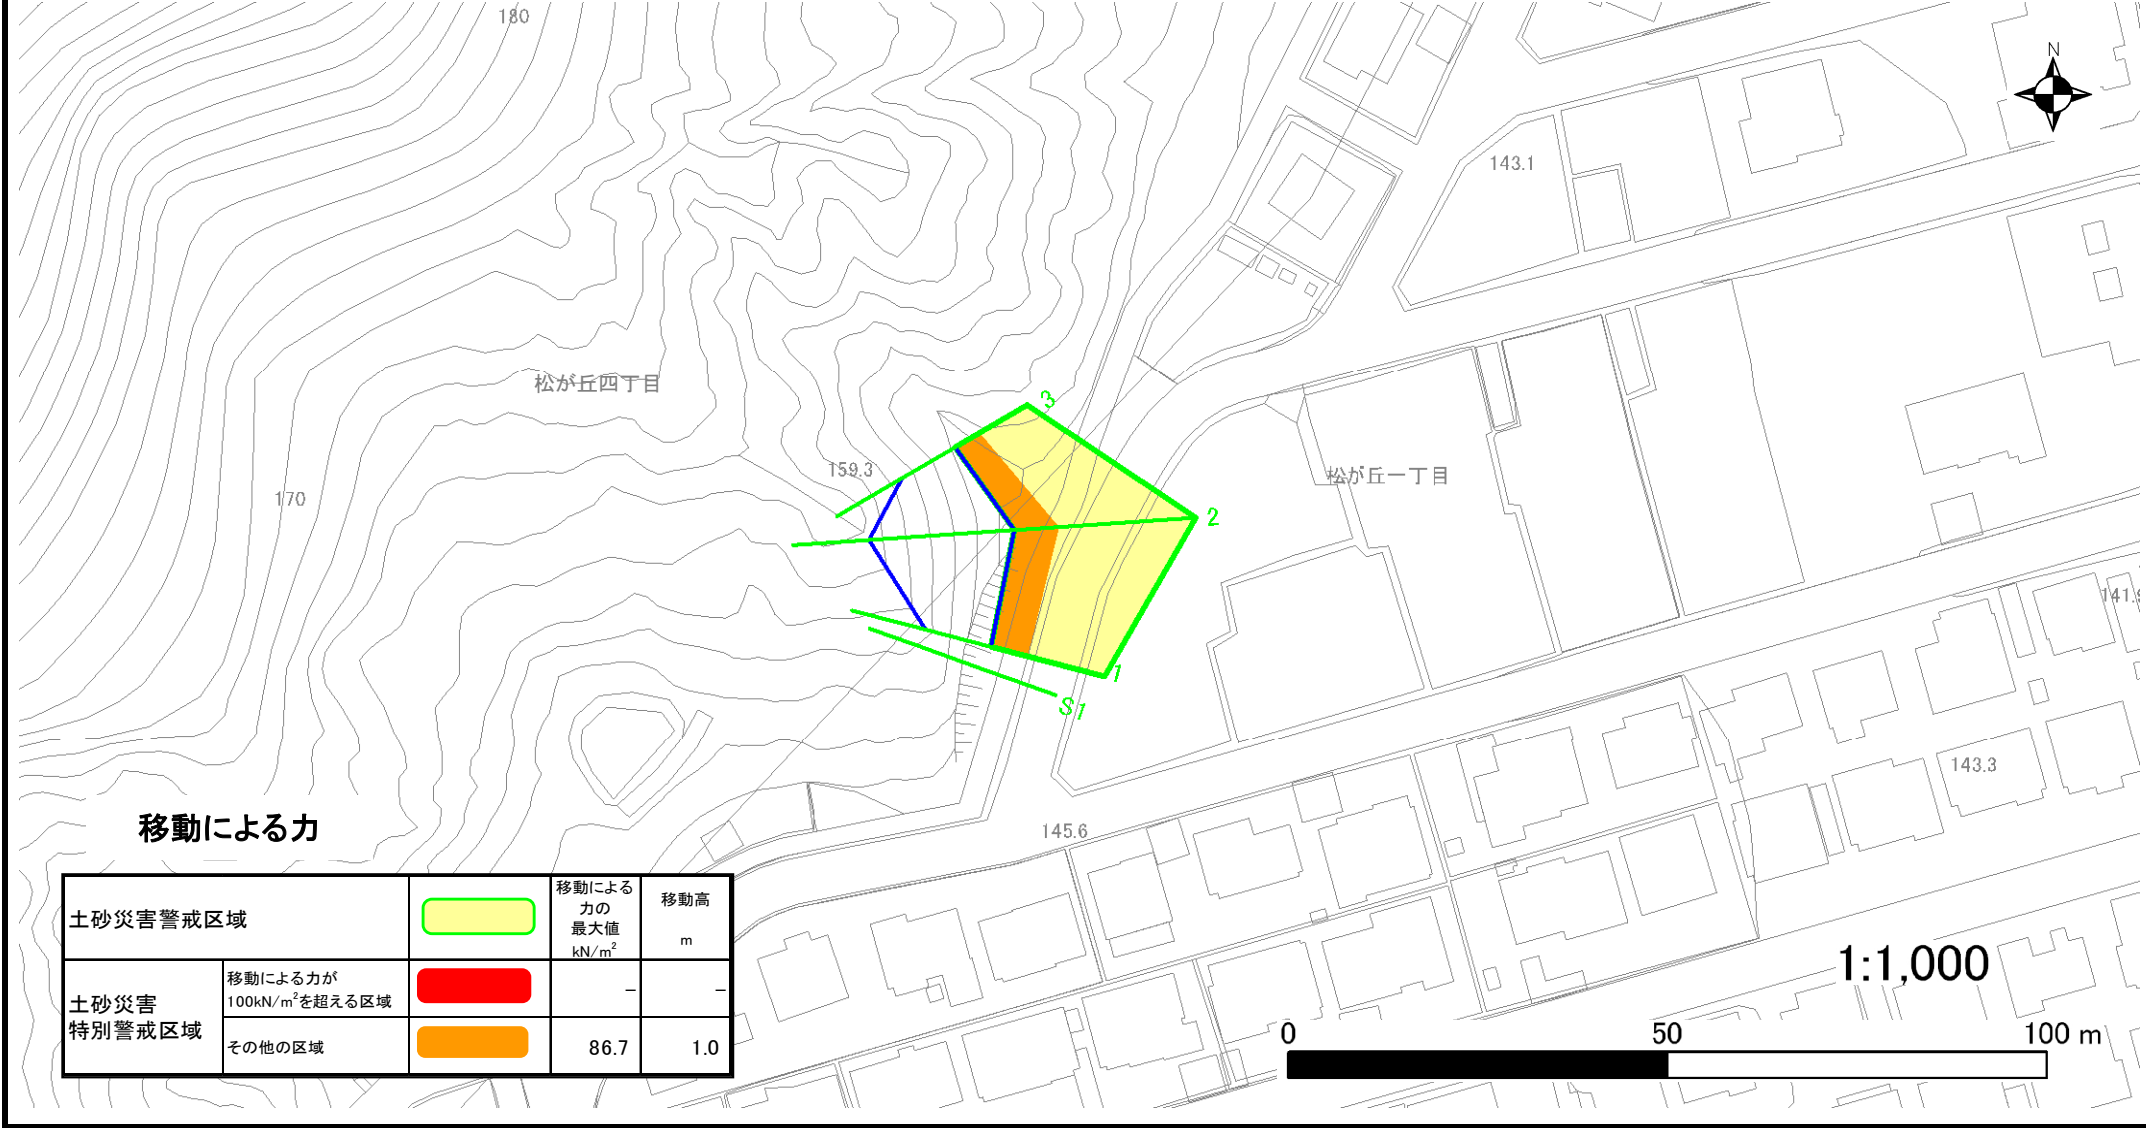 180
N
143.1
松が丘四丁目
3
159.3
松が丘一丁目
170
2
141.9
1
S1
143.3
145.6
移動による力
土砂災害警戒区域
移動による
力の
最大値
kN/m²
移動高
m
土砂災害
特別警戒区域
移動による力が
100kN/m²を超える区域
－
－
その他の区域
86.7
1.0
1:1,000
0
50
100 m